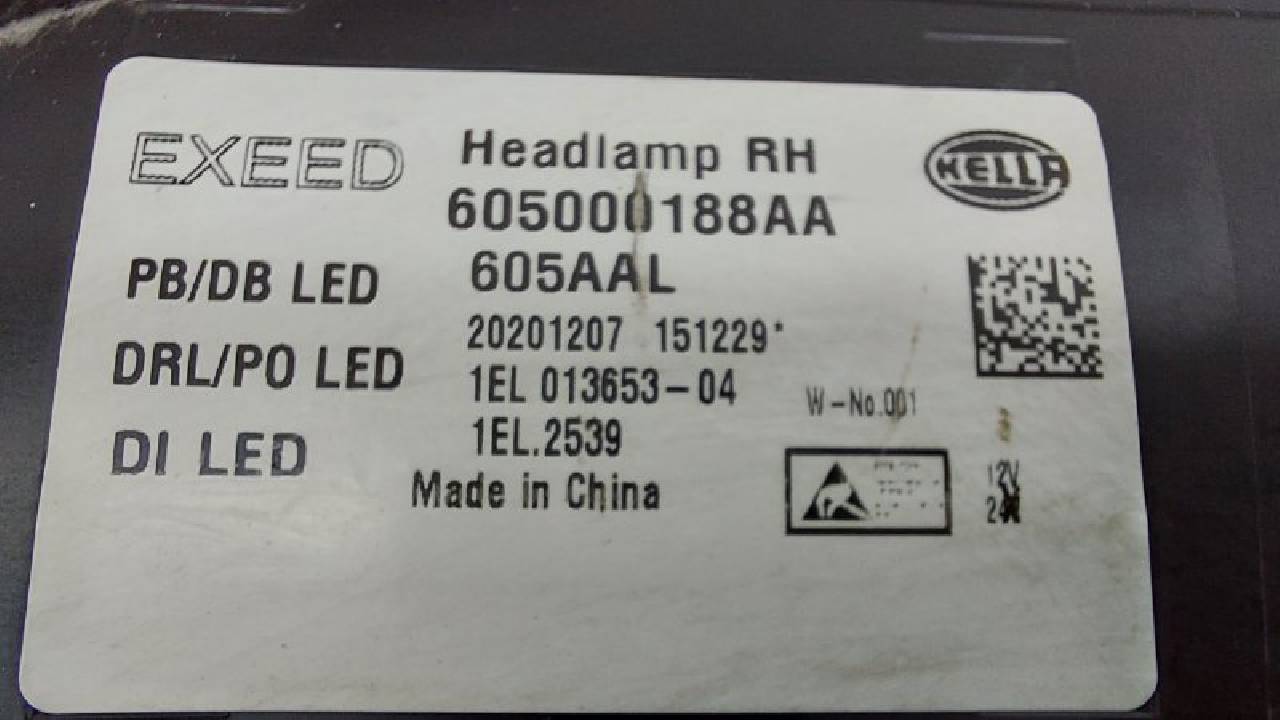 EXEED
Headlamp RH
HELLA
605000188AA
PB/DB LED
605AAL
20201207 151229*
DRL/PO LED
1EL 013653-04
W-No.001
DI LED
1EL.2539
12V
Made in China